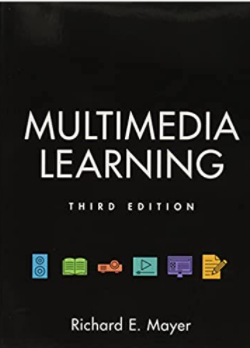 MULTIMEDIA
LEARNING
THIRD EDITION
Richard E. Mayer